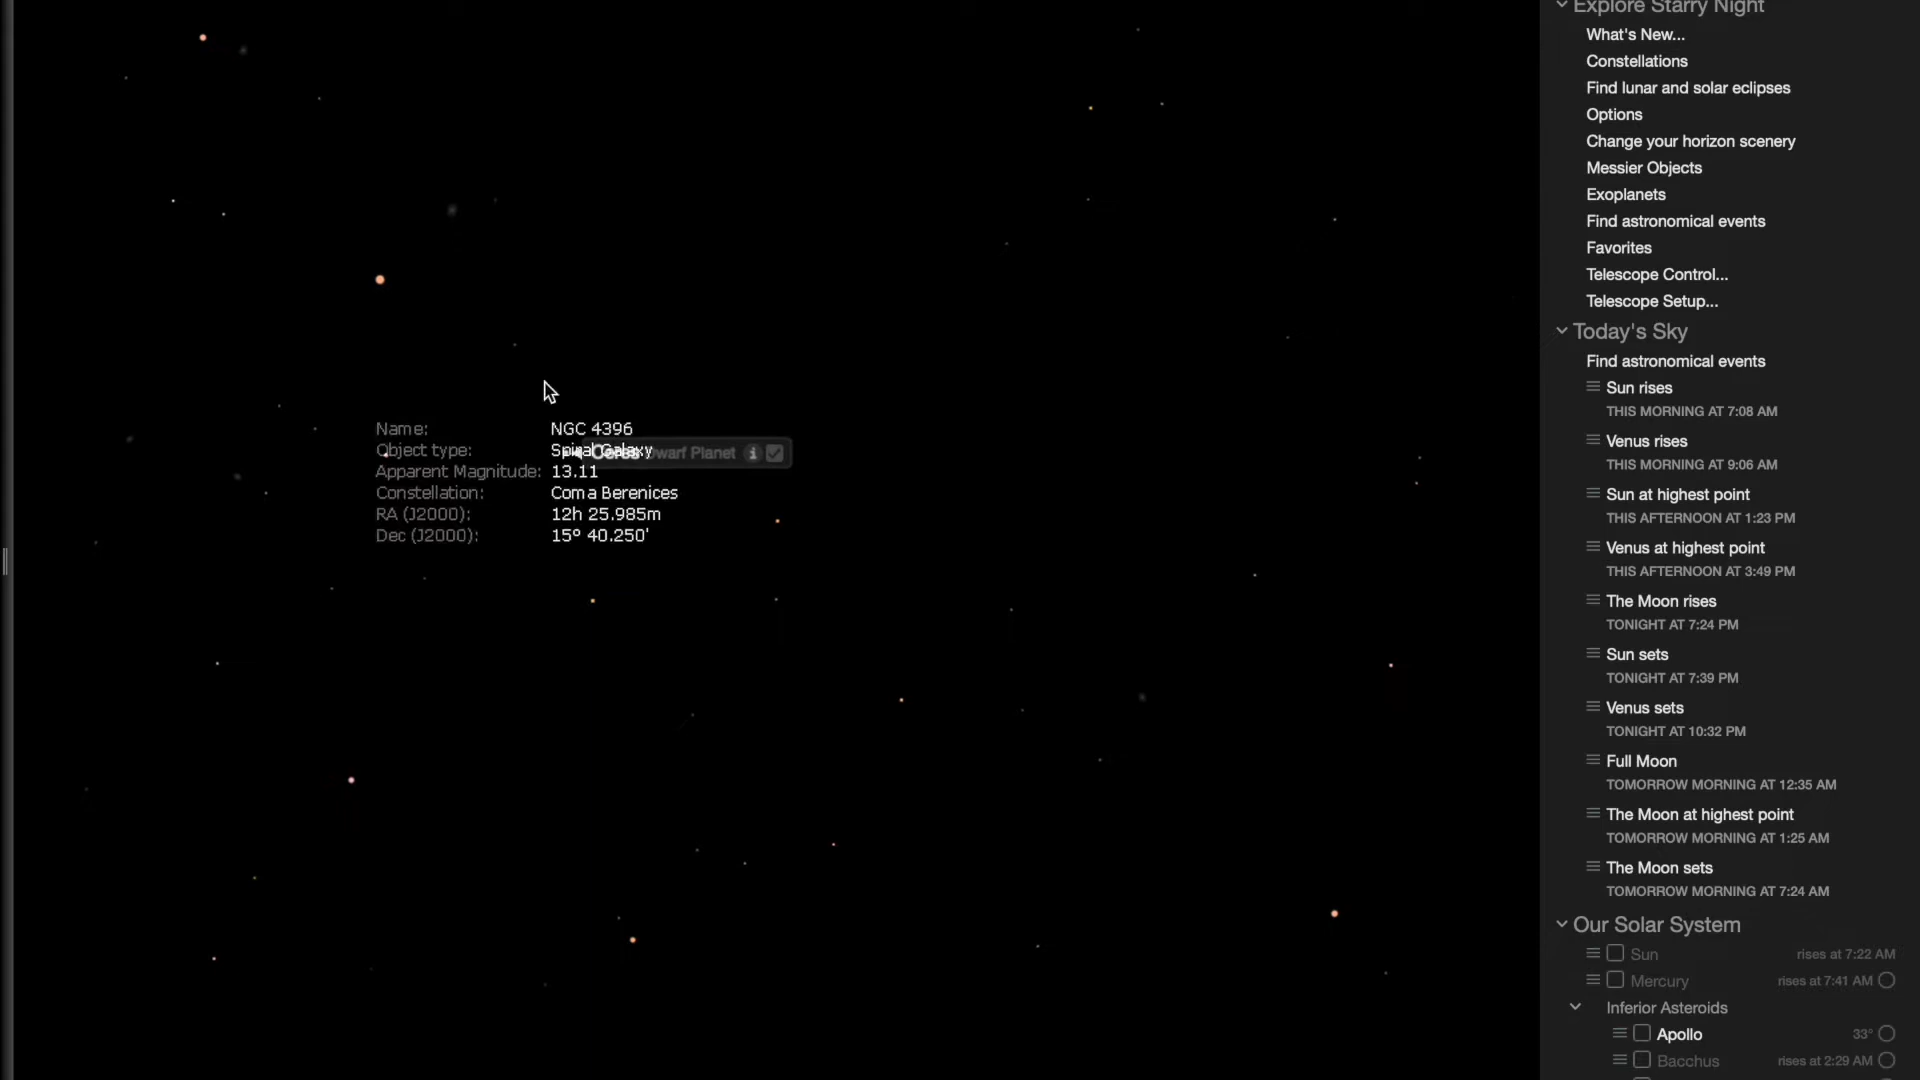 Name: NGC 4396
Object type: Spiral Galaxy
Ceres Dwarf Planet
Apparent Magnitude: 13.11
Constellation: Coma Berenices
RA (J2000): 12h 25.985m
Dec (J2000): 15° 40.250'
Explore Starry Night
What's New...
Constellations
Find lunar and solar eclipses
Options
Change your horizon scenery
Messier Objects
Exoplanets
Find astronomical events
Favorites
Telescope Control...
Telescope Setup...
Today's Sky
Find astronomical events
Sun rises
THIS MORNING AT 7:08 AM
Venus rises
THIS MORNING AT 9:06 AM
Sun at highest point
THIS AFTERNOON AT 1:23 PM
Venus at highest point
THIS AFTERNOON AT 3:49 PM
The Moon rises
TONIGHT AT 7:24 PM
Sun sets
TONIGHT AT 7:39 PM
Venus sets
TONIGHT AT 10:32 PM
Full Moon
TOMORROW MORNING AT 12:35 AM
The Moon at highest point
TOMORROW MORNING AT 1:25 AM
The Moon sets
TOMORROW MORNING AT 7:24 AM
Our Solar System
Sun rises at 7:22 AM
Mercury rises at 7:41 AM
Inferior Asteroids
Apollo 33°
Bacchus rises at 2:29 AM